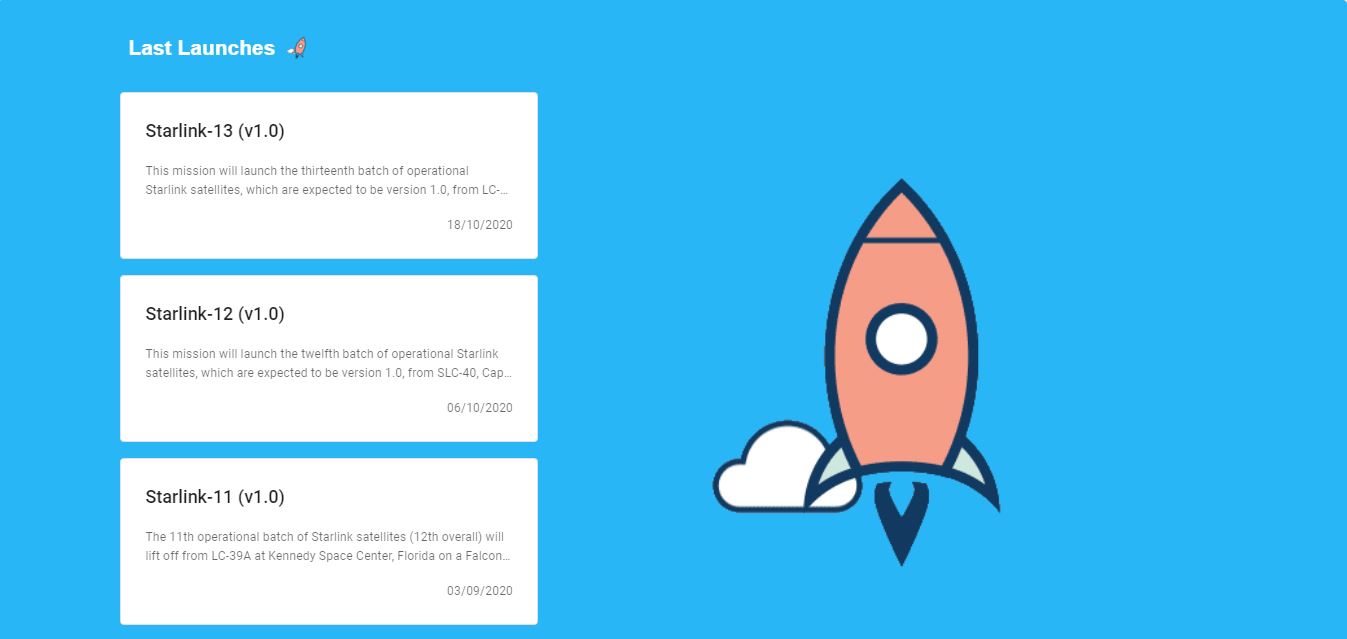 Last Launches
Starlink-13 (v1.0)
This mission will launch the thirteenth batch of operational
Starlink satellites, which are expected to be version 1.0, from LC-...
18/10/2020
Starlink-12 (v1.0)
This mission will launch the twelfth batch of operational Starlink
satellites, which are expected to be version 1.0, from SLC-40, Cap...
06/10/2020
Starlink-11 (v1.0)
The 11th operational batch of Starlink satellites (12th overall) will
lift off from LC-39A at Kennedy Space Center, Florida on a Falcon...
03/09/2020